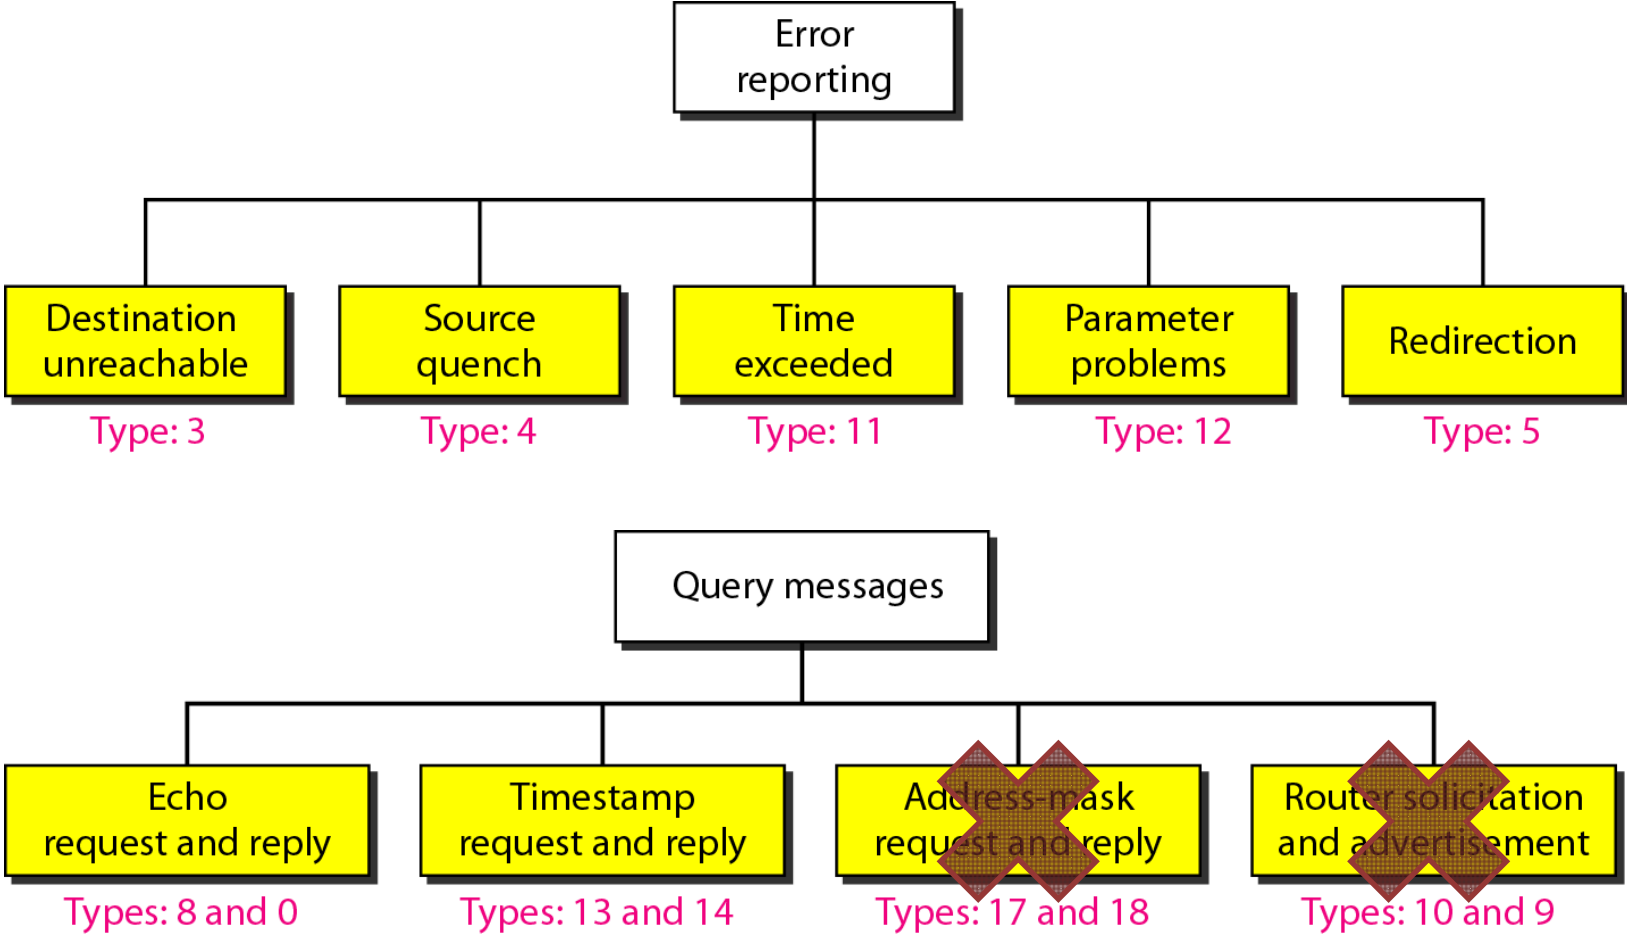 Error
reporting
Destination
unreachable
Source
quench
Time
exceeded
Parameter
problems
Redirection
Type: 3
Type: 4
Type: 11
Type: 12
Type: 5
Query messages
Echo
request and reply
Timestamp
request and reply
Address-mask
request and reply
Router solicitation
and advertisement
Types: 8 and 0
Types: 13 and 14
Types: 17 and 18
Types: 10 and 9